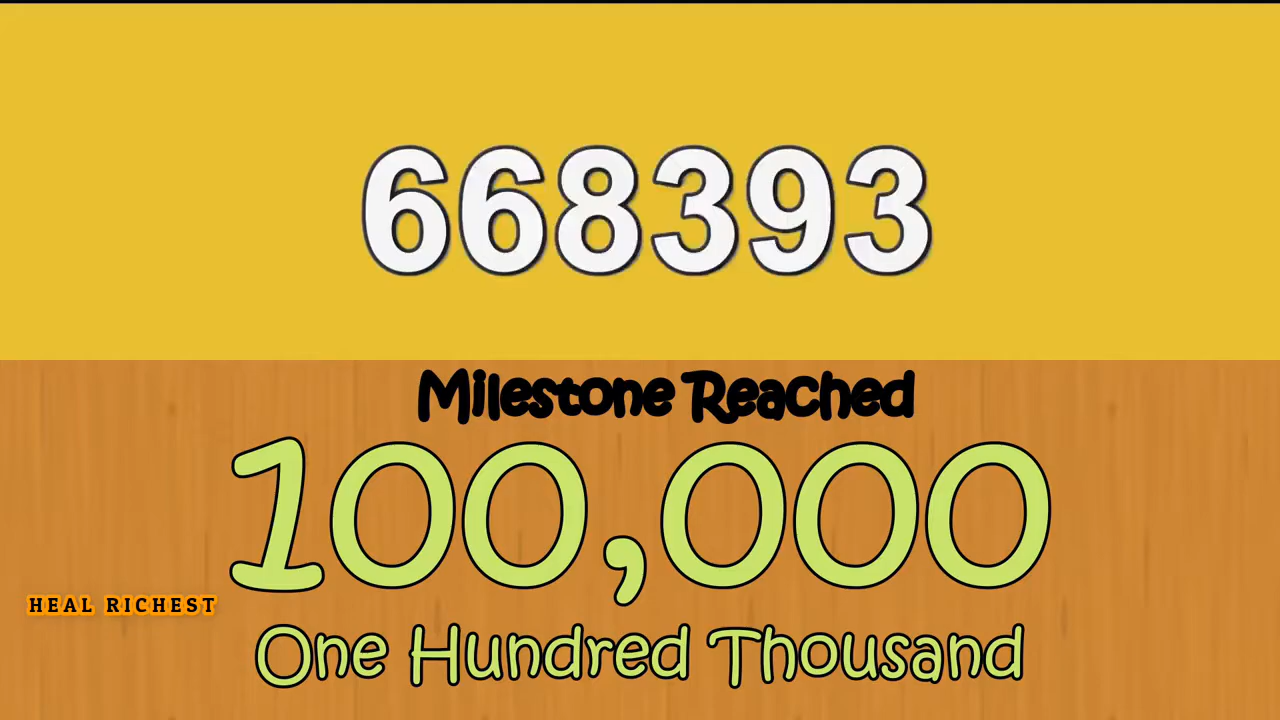 668393
Milestone Reached
100,000
HEAL RICHEST
One Hundred Thousand